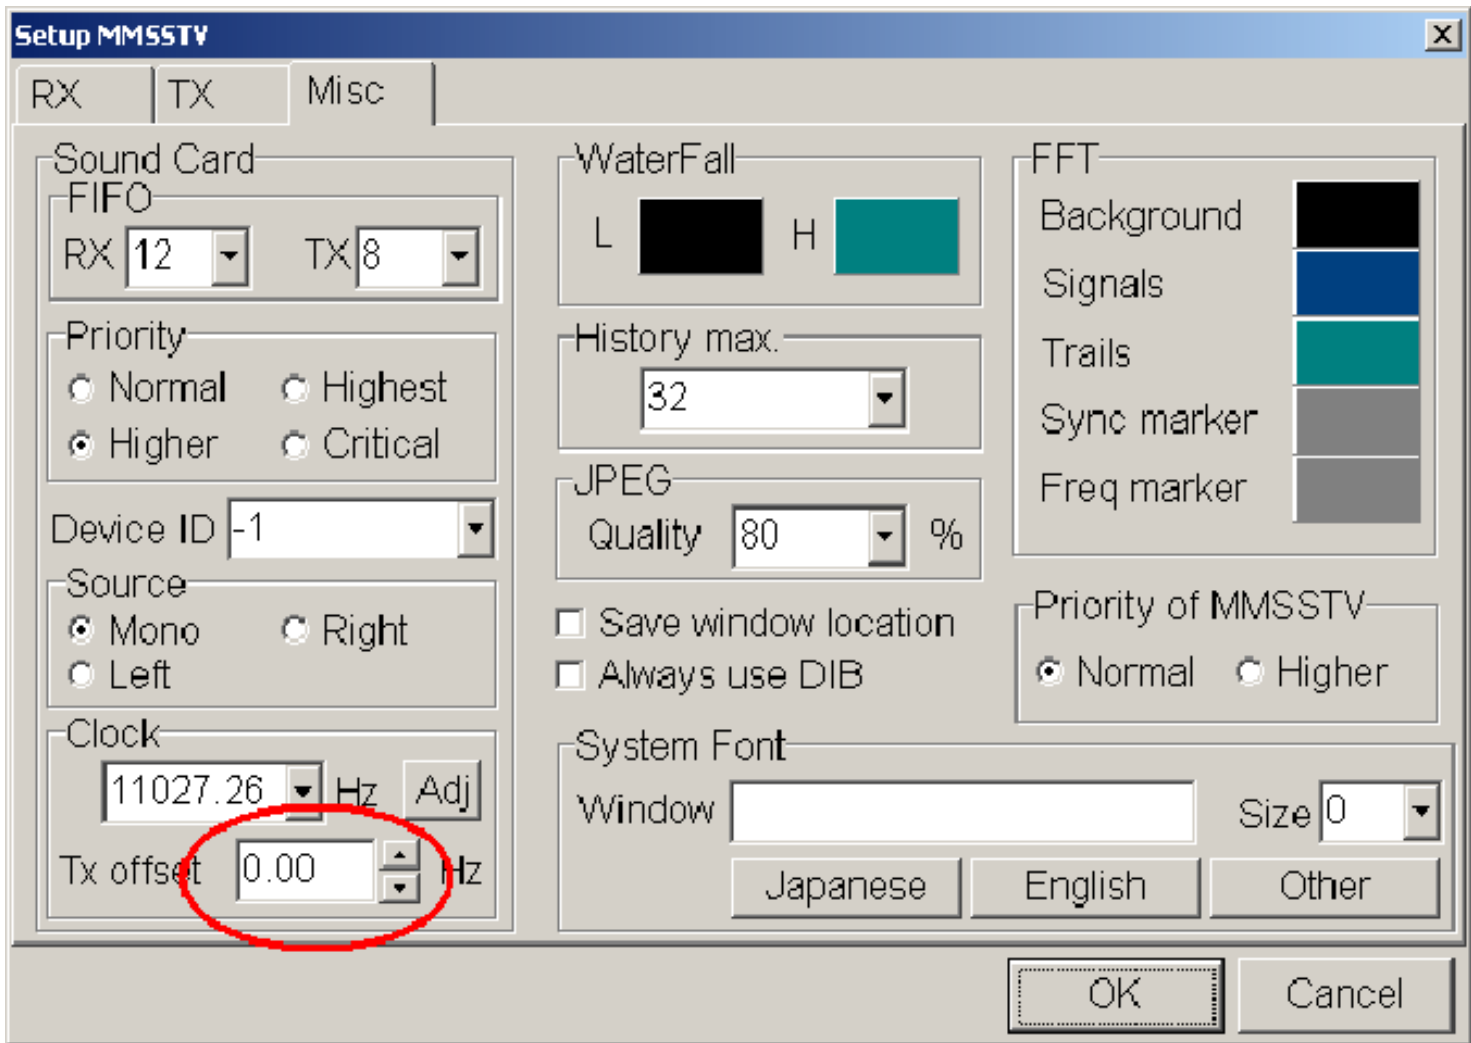 Setup MMSSTV
RX TX Misc
Sound Card
FIFO
RX 12 TX 8
Priority
Normal Highest
Higher Critical
Device ID -1
Source
Mono Right
Left
Clock
11027.26 Hz Adj
Tx offset 0.00 Hz
WaterFall
L H
History max.
32
JPEG
Quality 80 %
Save window location
Always use DIB
FFT
Background
Signals
Trails
Sync marker
Freq marker
Priority of MMSSTV
Normal Higher
System Font
Window Size 0
Japanese English Other
OK Cancel